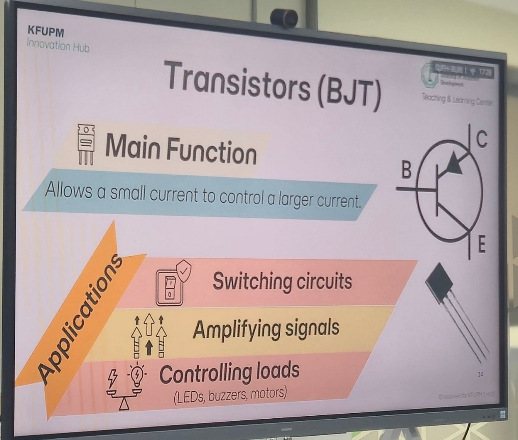 KFUPM
Innovation Hub
Transistors (BJT)
Teaching & Learning Center
Main Function
Allows a small current to control a larger current.
B
C
E
Applications
Switching circuits
Amplifying signals
Controlling loads
(LEDs, buzzers, motors)